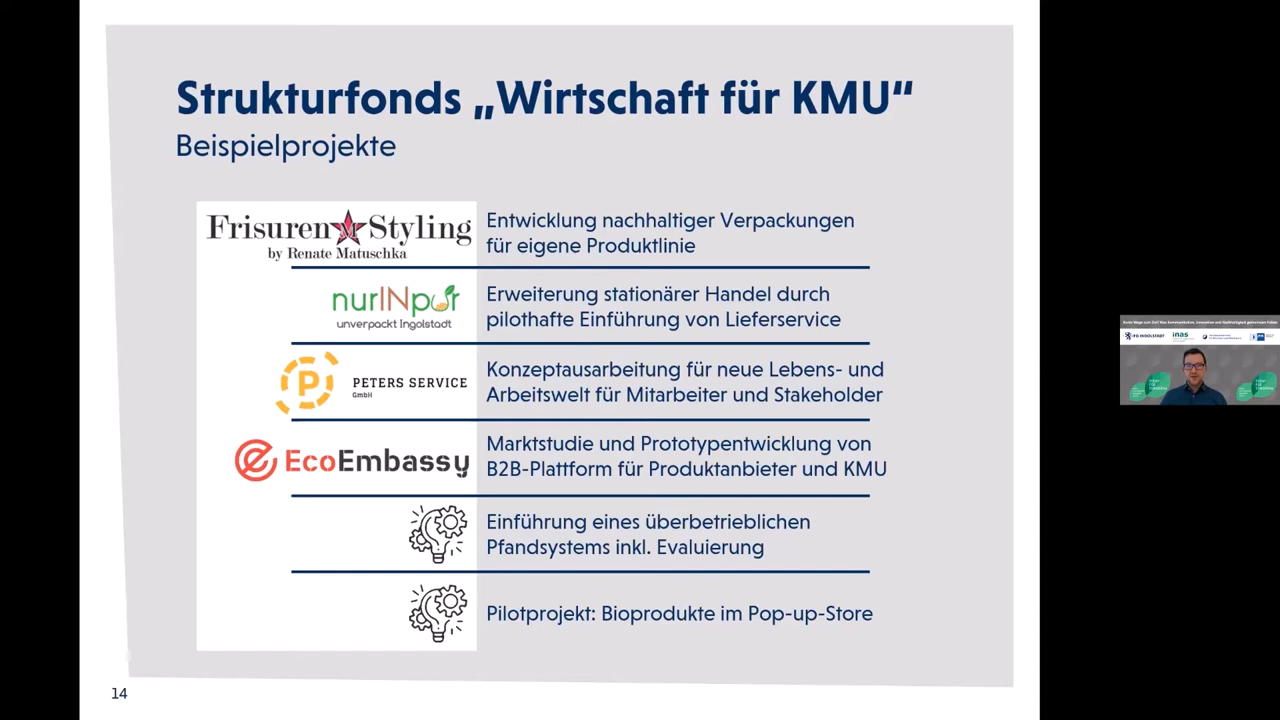 Strukturfonds „Wirtschaft für KMU“
Beispielprojekte
Frisuren Styling
by Renate Matuschka
Entwicklung nachhaltiger Verpackungen
für eigene Produktlinie
nurINpur
unverpackt Ingolstadt
Erweiterung stationärer Handel durch
pilothafte Einführung von Lieferservice
P
PETERS SERVICE
GmbH
Konzeptausarbeitung für neue Lebens- und
Arbeitswelt für Mitarbeiter und Stakeholder
EcoEmbassy
Marktstudie und Prototypentwicklung von
B2B-Plattform für Produktanbieter und KMU
Einführung eines überbetrieblichen
Pfandsystems inkl. Evaluierung
Pilotprojekt: Bioprodukte im Pop-up-Store
14
IFG INGOLSTADT
inas